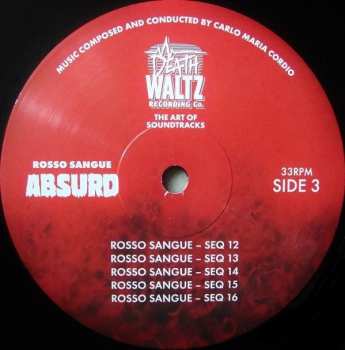 MUSIC COMPOSED AND CONDUCTED BY CARLO MARIA CORDIO
DEATH
WALTZ
RECORDING Co.
THE ART OF
SOUNDTRACKS
ROSSO SANGUE
ABSURD
33RPM
SIDE 3
ROSSO SANGUE – SEQ 12
ROSSO SANGUE – SEQ 13
ROSSO SANGUE – SEQ 14
ROSSO SANGUE – SEQ 15
ROSSO SANGUE – SEQ 16